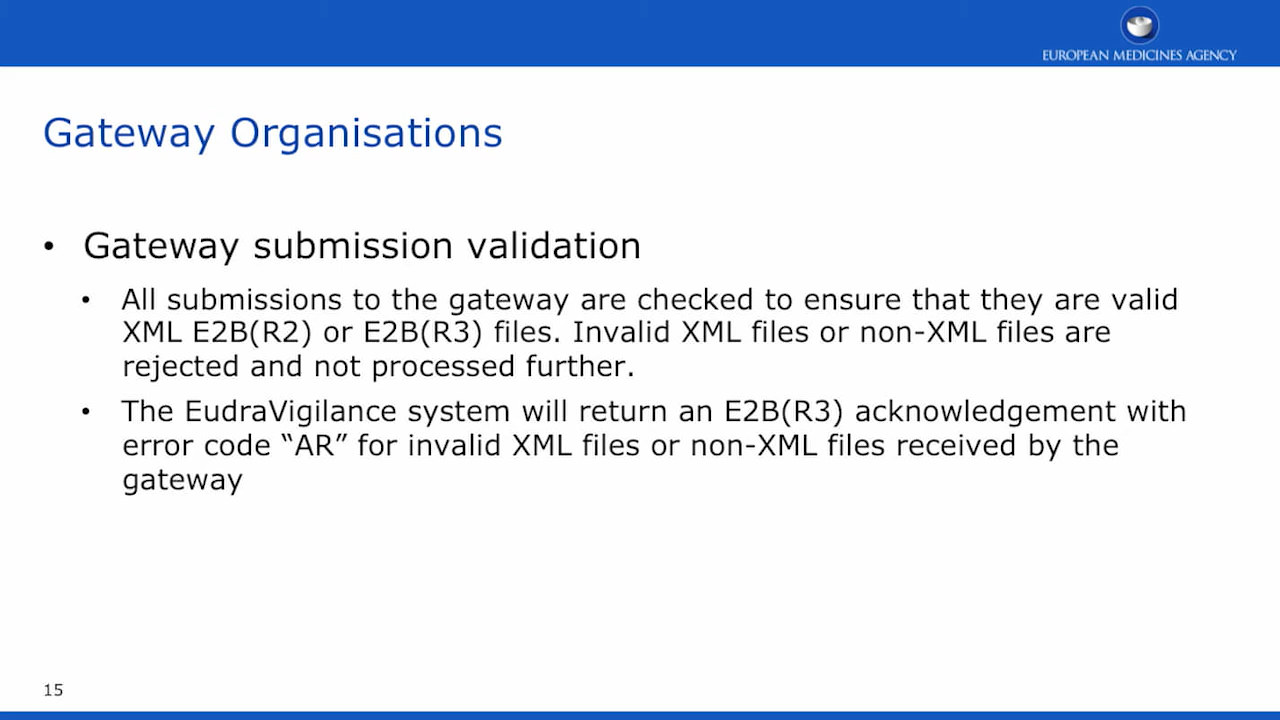 EUROPEAN MEDICINES AGENCY
Gateway Organisations
• Gateway submission validation
• All submissions to the gateway are checked to ensure that they are valid
XML E2B(R2) or E2B(R3) files. Invalid XML files or non-XML files are
rejected and not processed further.
• The EudraVigilance system will return an E2B(R3) acknowledgement with
error code “AR” for invalid XML files or non-XML files received by the
gateway
15